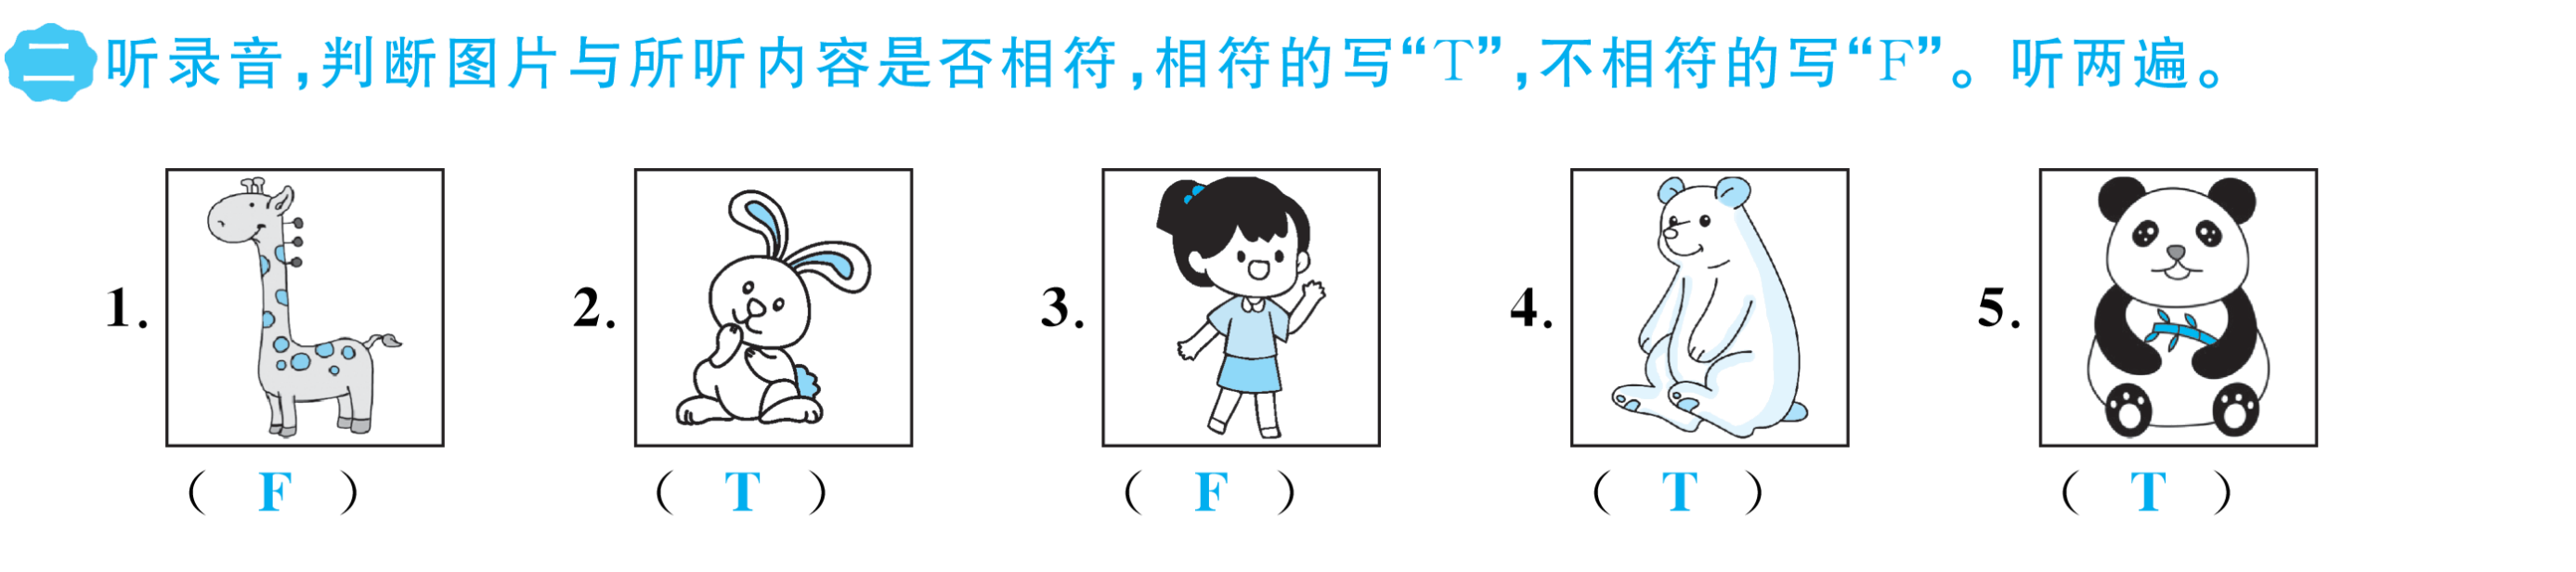 二 听录音,判断图片与所听内容是否相符,相符的写“T”,不相符的写“F”。听两遍。
1. 2. 3. 4. 5.
( F ) ( T ) ( F ) ( T ) ( T )